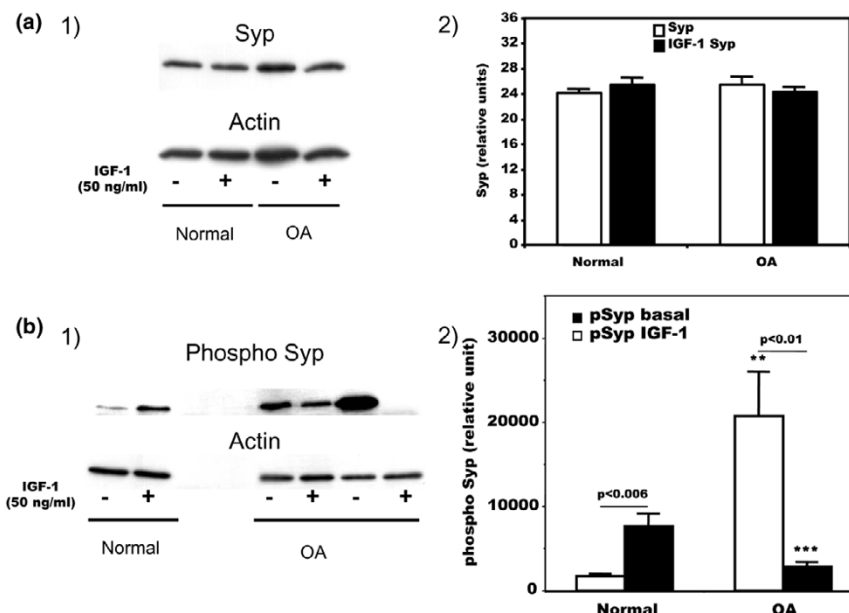 (a) 1)
Syp
Actin
IGF-1
(50 ng/ml)
- + - +
Normal OA
2)
Syp
IGF-1 Syp
Syp (relative units)
36
32
28
24
20
16
12
8
4
0
Normal OA
(b) 1)
Phospho Syp
Actin
IGF-1
(50 ng/ml)
- + - + - +
Normal OA
2)
pSyp basal
pSyp IGF-1
phospho Syp (relative unit)
30000
20000
10000
0
p<0.006
p<0.01
**
***
Normal OA